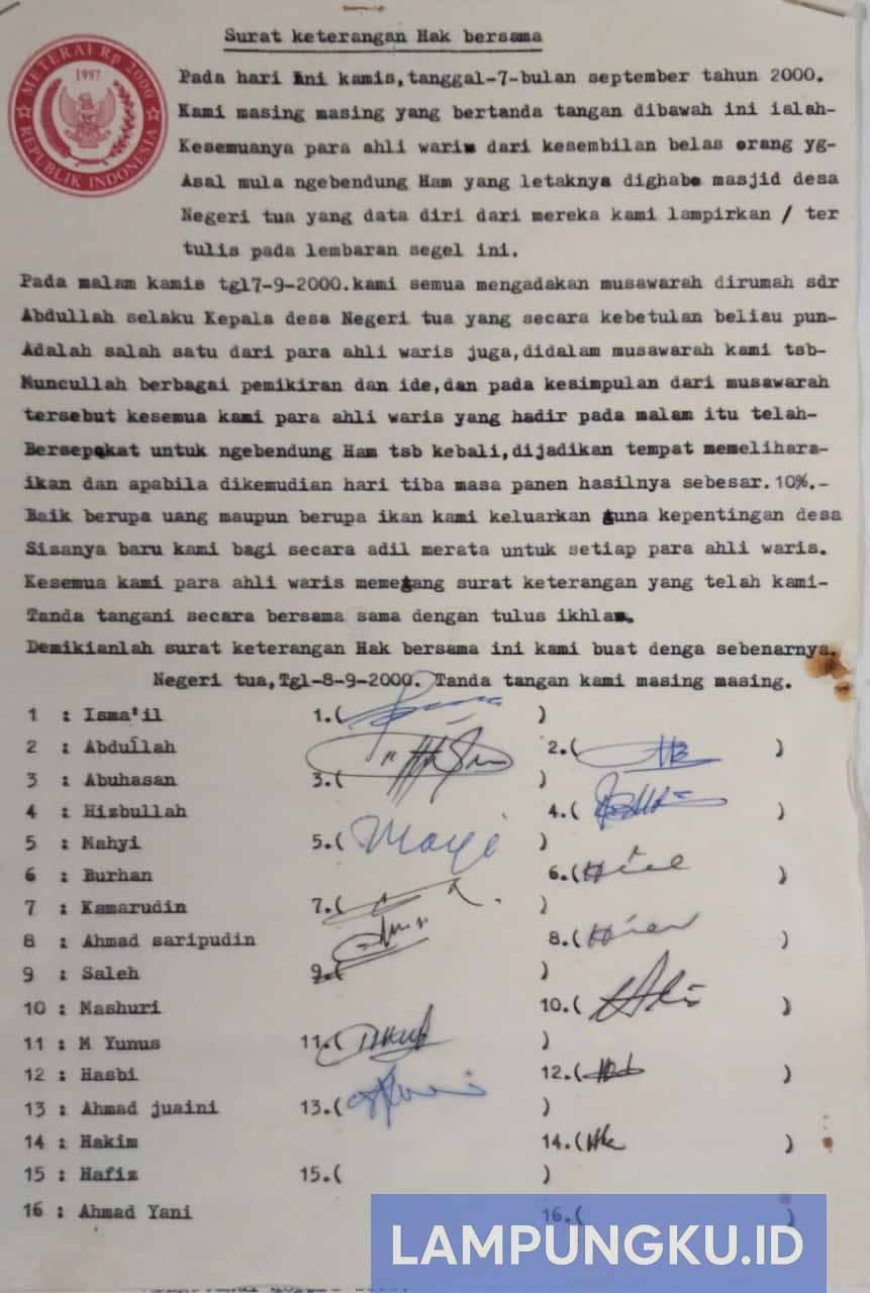 Surat keterangan Hak bersama
METERAI Rp 2000
1997
REPUBLIK INDONESIA
Pada hari ini kamis,tanggal-7-bulan september tahun 2000.
Kami masing masing yang bertanda tangan dibawah ini ialah-
Kesemuanya para ahli waris dari kesembilan belas orang yg-
Asal mula ngebendung Ham yang letaknya dighabo masjid desa
Negeri tua yang data diri dari mereka kami lampirkan / ter
tulis pada lembaran segel ini.
Pada malam kamis tgl7-9-2000.kami semua mengadakan musawarah dirumah sdr
Abdullah selaku Kepala desa Negeri tua yang secara kebetulan beliau pun-
Adalah salah satu dari para ahli waris juga,didalam musawarah kami tsb-
Muncullah berbagai pemikiran dan ide,dan pada kesimpulan dari musawarah
tersebut kesemua kami para ahli waris yang hadir pada malam itu telah-
Bersepakat untuk ngebendung Ham tsb kebali,dijadikan tempat memelihara-
ikan dan apabila dikemudian hari tiba masa panen hasilnya sebesar.10%.-
Baik berupa uang maupun berupa ikan kami keluarkan guna kepentingan desa
Sisanya baru kami bagi secara adil merata untuk setiap para ahli waris.
Kesemua kami para ahli waris memegang surat keterangan yang telah kami-
Tanda tangani secara bersama sama dengan tulus ikhlas.
Demikianlah surat keterangan Hak bersama ini kami buat denga sebenarnya.
Negeri tua,Tgl-8-9-2000. Tanda tangan kami masing masing.
1 : Isma'il 1.( )
2 : Abdullah 2.( )
3 : Abuhasan 3.( )
4 : Hizbullah 4.( )
5 : Mahyi 5.( )
6 : Burhan 6.( )
7 : Kamarudin 7.( )
8 : Ahmad saripudin 8.( )
9 : Saleh 9.( )
10 : Mashuri 10.( )
11 : M Yunus 11.( )
12 : Hasbi 12.( )
13 : Ahmad juaini 13.( )
14 : Hakim 14.( )
15 : Hafiz 15.( )
16 : Ahmad Yani 16.( )
LAMPUNGKU.ID